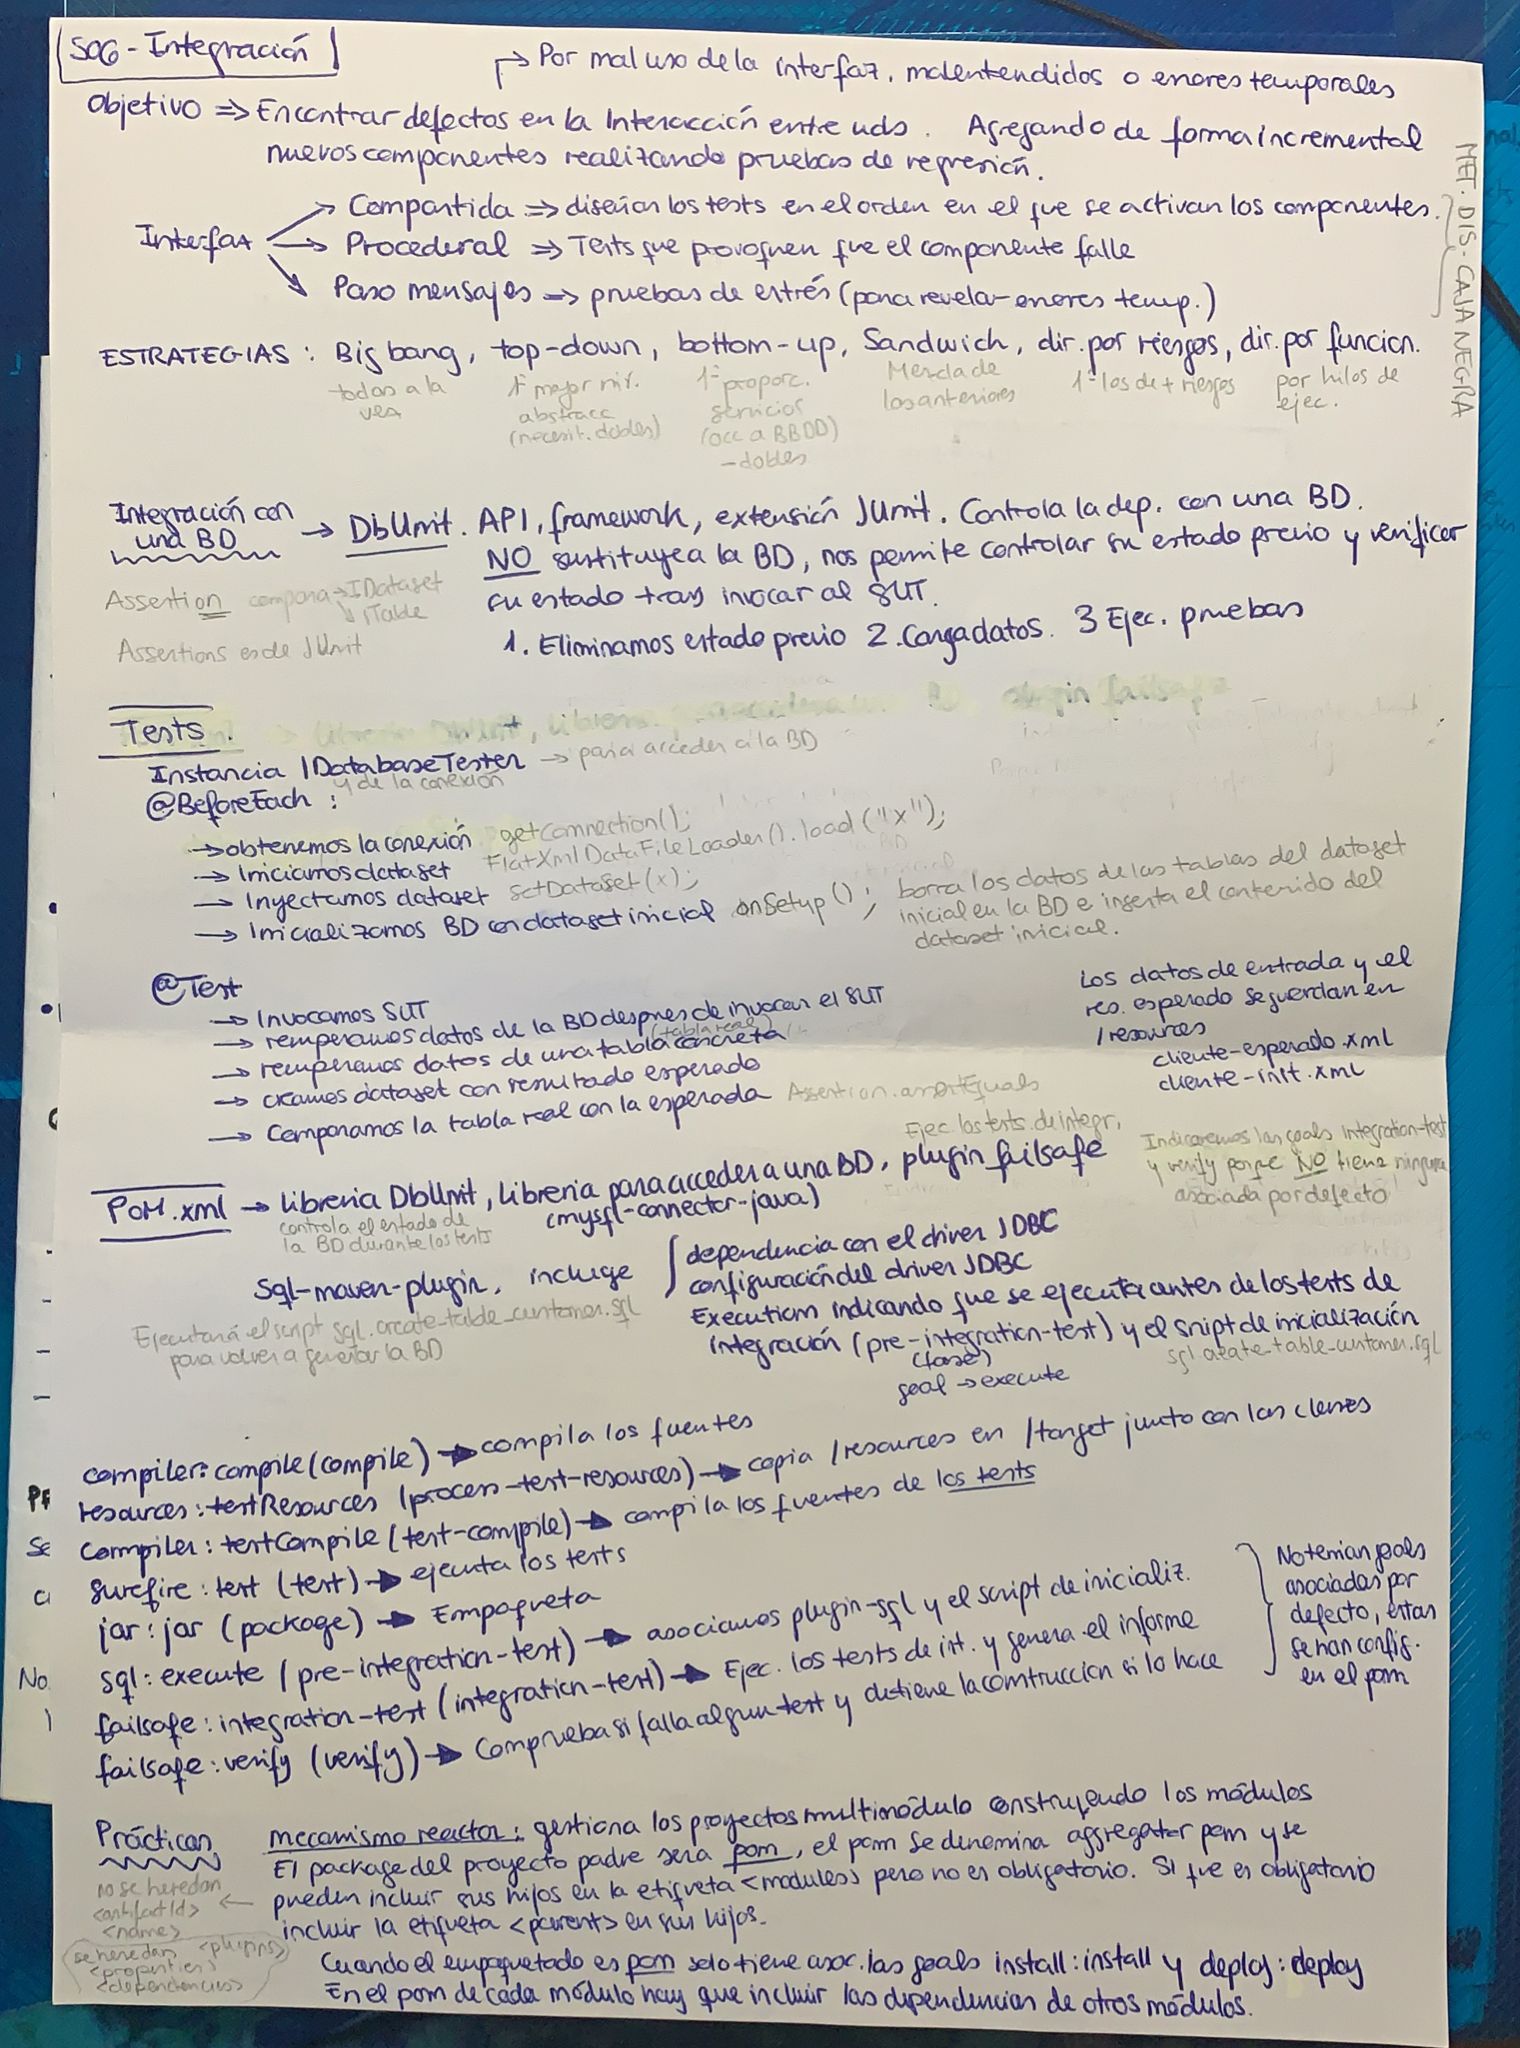 S06 - Integración
→ Por mal uso de la interfaz, malentendidos o errores temporales
Objetivo ⇒ Encontrar defectos en la Interacción entre uds. Agregando de forma incremental
nuevos componentes realizando pruebas de regresión.
Interfaz → Compartida ⇒ diseñar los tests en el orden en el que se activan los componentes.
→ Procederal ⇒ Tests que provoquen que el componente falle
↘ Paso mensajes ⇒ pruebas de estrés (para revelar errores temp.)
MET. DIS - CAJA NEGRA
ESTRATEGIAS: Big bang, top-down, bottom-up, Sandwich, dir. por riesgos, dir. por funcion.
todos a la vez
1º mayor niv. abstracc (necesit. dobles)
1º proporc. servicios (acc a BBDD) - dobles
Mezcla de los anteriores
1º los de + riesgos
por hilos de ejec.
Integración con una BD → DbUnit. API, framework, extensión JUnit. Controla la dep. con una BD.
NO sustituye a la BD, nos permite controlar su estado previo y verificar
su estado tras invocar al SUT.
1. Eliminamos estado previo 2. Carga datos. 3 Ejec. pruebas
Assertion compara → IDataset
↘ ITable
Assertions es de JUnit
Tests
Instancia IDatabaseTester → para acceder a la BD
y de la conexión
@BeforeEach:
→ obtenemos la conexión getConnection();
→ Iniciamos dataset FlatXmlDataFileLoader().load("x");
→ Inyectamos dataset setDataSet(x);
→ Inicializamos BD con dataset inicial onSetup(); borra los datos de las tablas del dataset
inicial en la BD e inserta el contenido del
dataset inicial.
@Test
→ Invocamos SUT
→ recuperamos datos de la BD despues de invocar el SUT
→ recuperamos datos de una tabla concreta (tabla real)
→ creamos dataset con resultado esperado
→ Comparamos la tabla real con la esperada Assertion.assertEquals
Los datos de entrada y el
res. esperado se guardan en
/resources
cliente-esperado.xml
cliente-init.xml
Ejec. los tests de integr.
POM.xml → Libreria DbUnit, Libreria para acceder a una BD, plugin failsafe
controla el estado de
la BD durante los tests
(mysql-connector-java)
Indicaremos las goals integration-test
y verify porque NO tiene ninguna
asociada por defecto
Sql-maven-plugin, incluye
dependencia con el driver JDBC
configuración del driver JDBC
Execution indicando que se ejecuta antes de los tests de
integración (pre-integration-test) y el script de inicialización
(fase)
goal → execute
sql create-table-customer.sql
Ejecutará el script sql.create-table-customer.sql
para volver a generar la BD
compiler: compile (compile) → compila los fuentes
resources: testResources (process-test-resources) → copia /resources en /target junto con las clases
compiler: testCompile (test-compile) → compila los fuentes de los tests
surefire: test (test) → ejecuta los tests
jar: jar (package) → Empaqueta
sql: execute (pre-integration-test) → asociamos plugin-sql y el script de inicializ.
failsafe: integration-test (integration-test) → Ejec. los tests de int. y genera el informe
failsafe: verify (verify) → Comprueba si falla algun test y detiene la construccion si lo hace
No tenian goals
asociadas por
defecto, estas
se han config.
en el pom
Prácticas
mecanismo reactor: gestiona los proyectos multimódulo construyendo los módulos
El package del proyecto padre sera pom, el pom se denomina aggregator pom y se
pueden incluir sus hijos en la etiqueta <modules> pero no es obligatorio. Si que es obligatorio
incluir la etiqueta <parent> en sus hijos.
no se heredan ←
<artifactId>
<name>
se heredan <plugins>
<properties>
<dependencies>
Cuando el empaquetado es pom solo tiene asoc. las goals install: install y deploy: deploy
En el pom de cada módulo hay que incluir las dependencias de otros módulos.